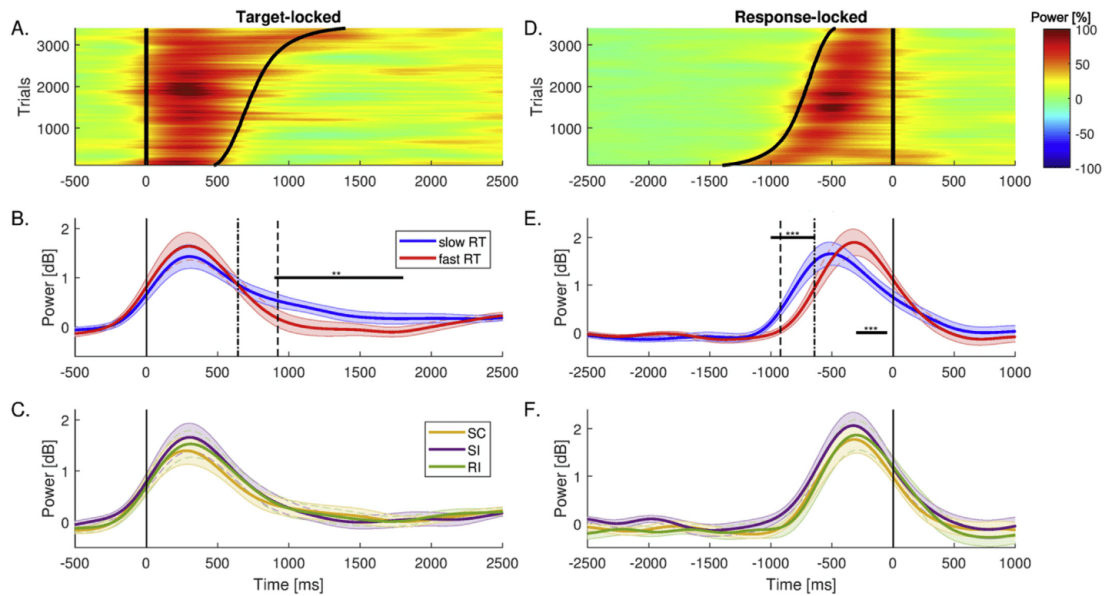 Target-locked
Response-locked
Power [%]
A.
3400
Trials
3000
2000
1000
-500 0 500 1000 1500 2000 2500
D.
Trials
3000
2000
1000
-2500 -2000 -1500 -1000 -500 0 500 1000
100
50
0
-50
-100
B.
Power [dB]
2
1
0
slow RT
fast RT
**
-500 0 500 1000 1500 2000 2500
E.
Power [dB]
2
1
0
***
***
-2500 -2000 -1500 -1000 -500 0 500 1000
C.
Power [dB]
2
1
0
SC
SI
RI
-500 0 500 1000 1500 2000 2500
Time [ms]
F.
Power [dB]
2
1
0
-2500 -2000 -1500 -1000 -500 0 500 1000
Time [ms]